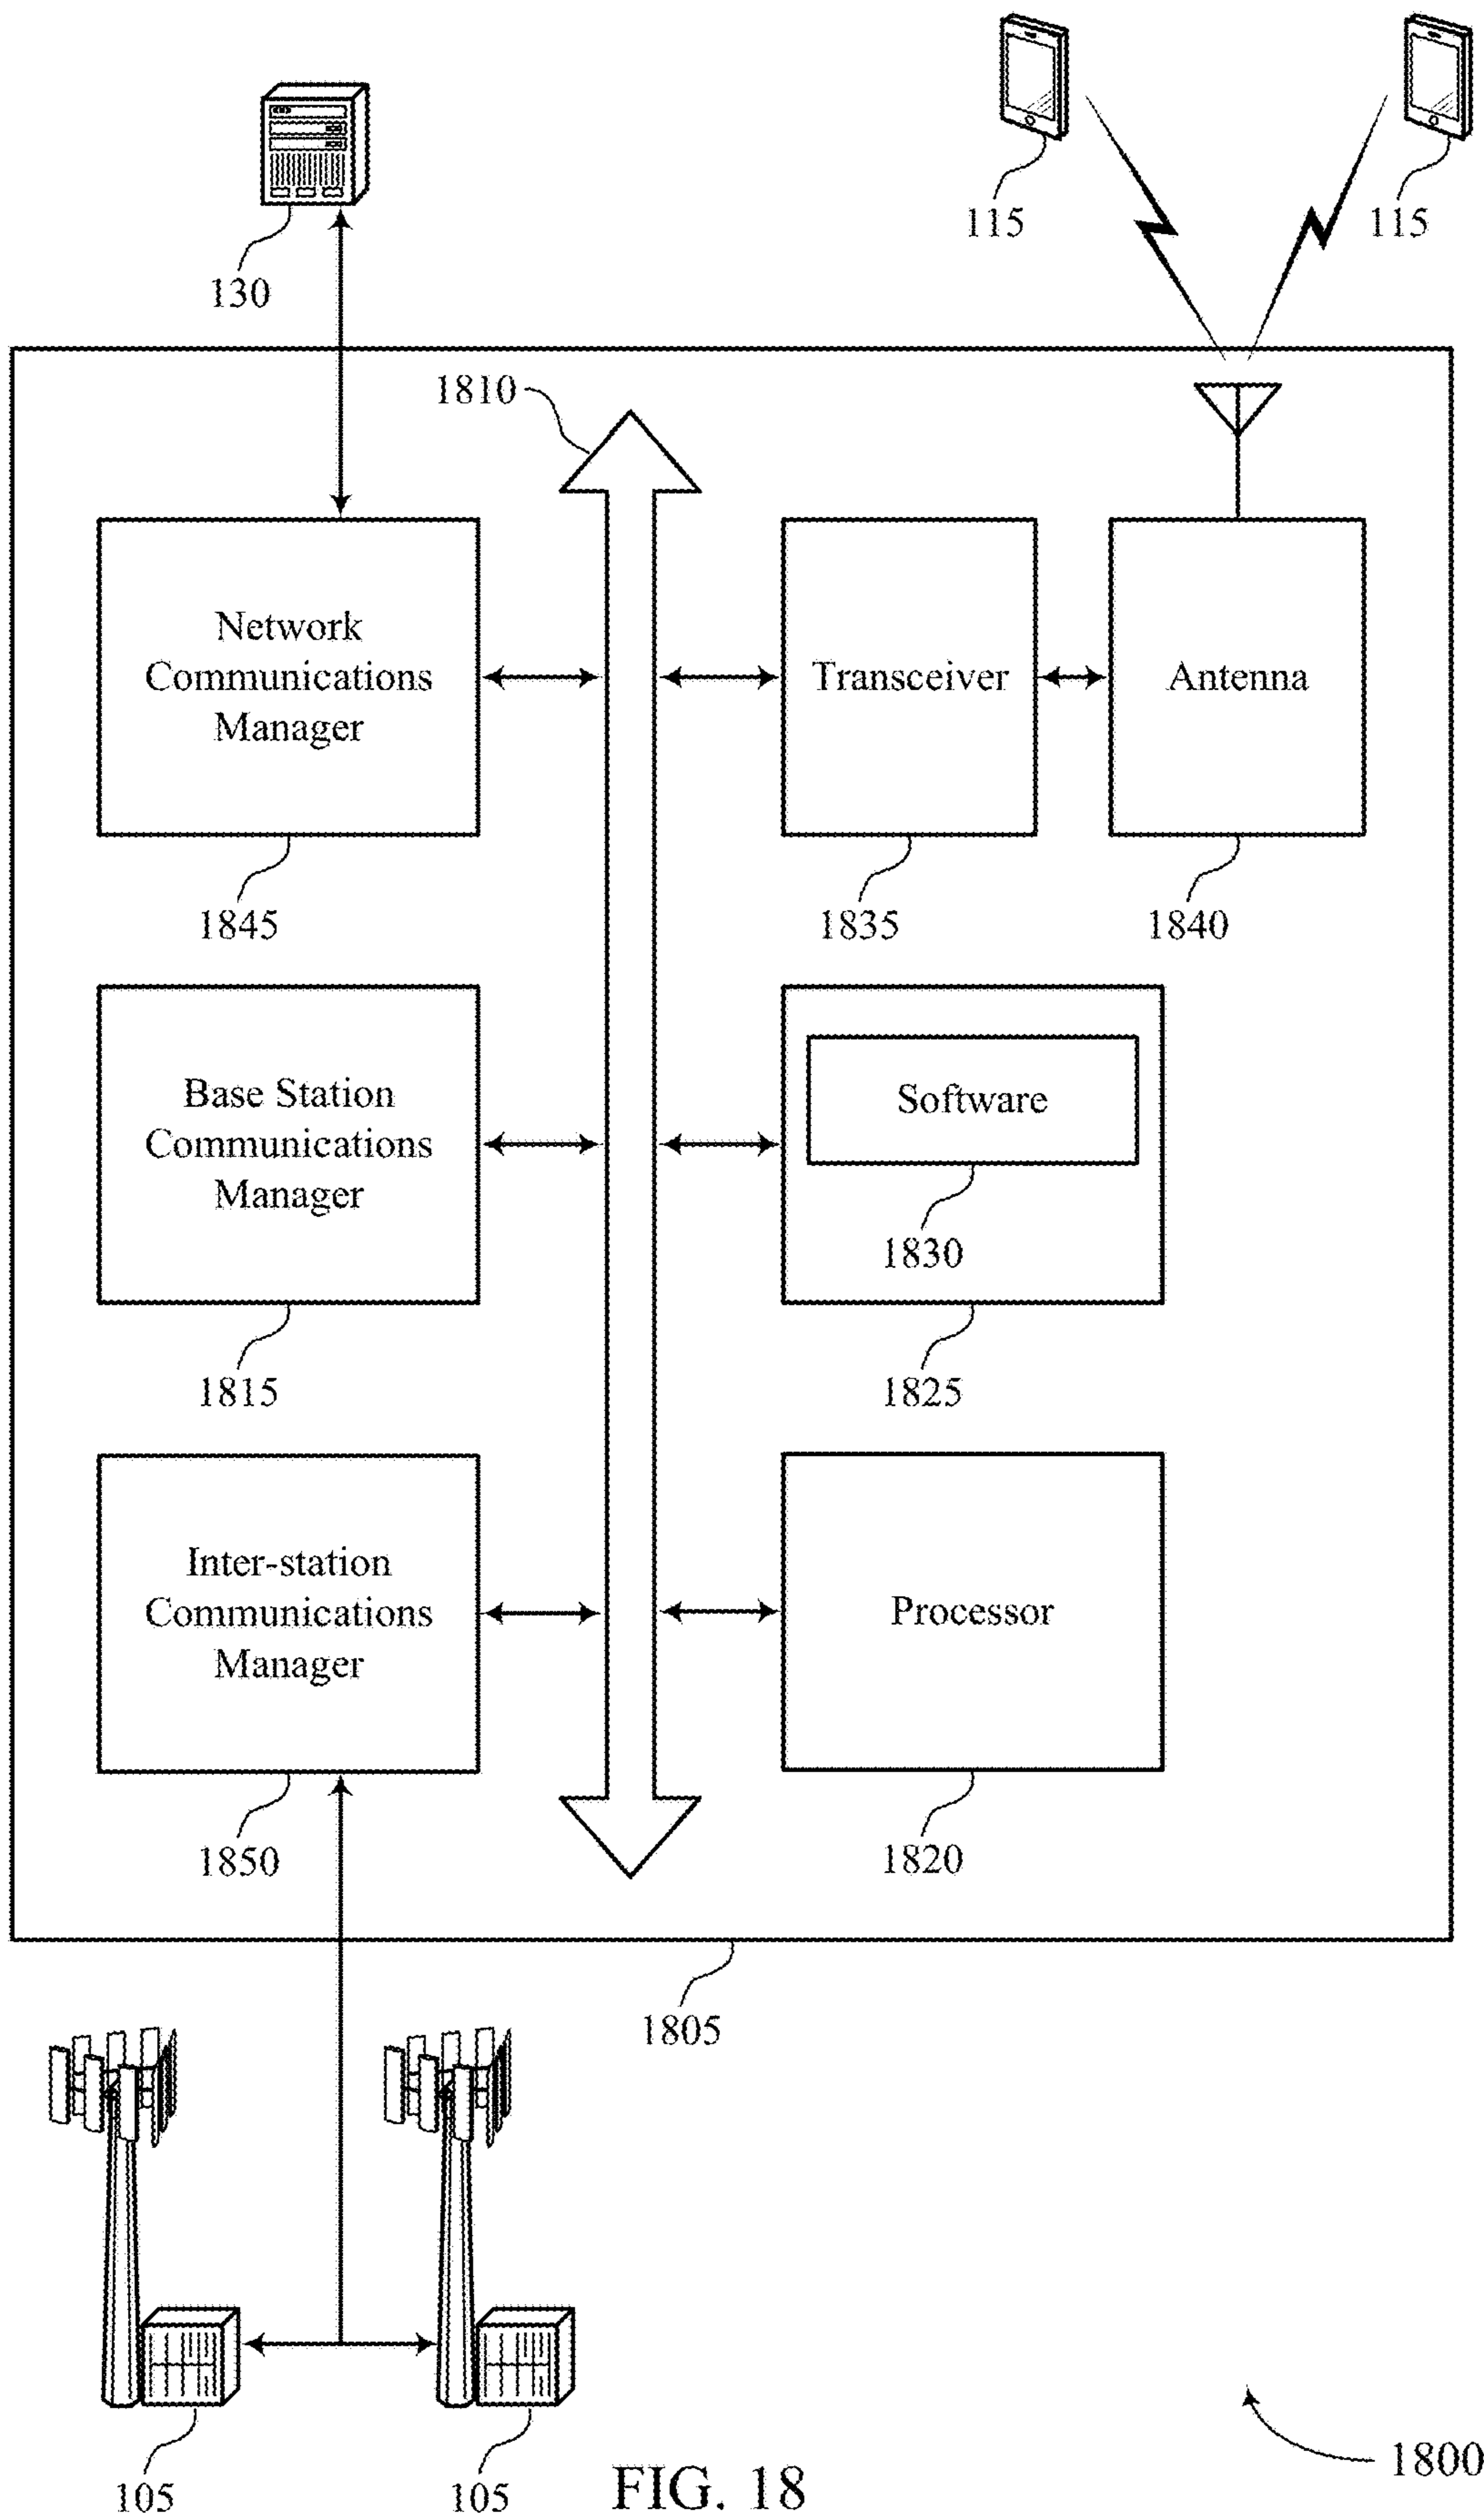 115
115
130
1810
Network
Communications
Manager
Transceiver
Antenna
1845
1835
1840
Base Station
Communications
Manager
Software
1830
1815
1825
Inter-station
Communications
Manager
Processor
1850
1820
1805
105
105
FIG. 18
1800